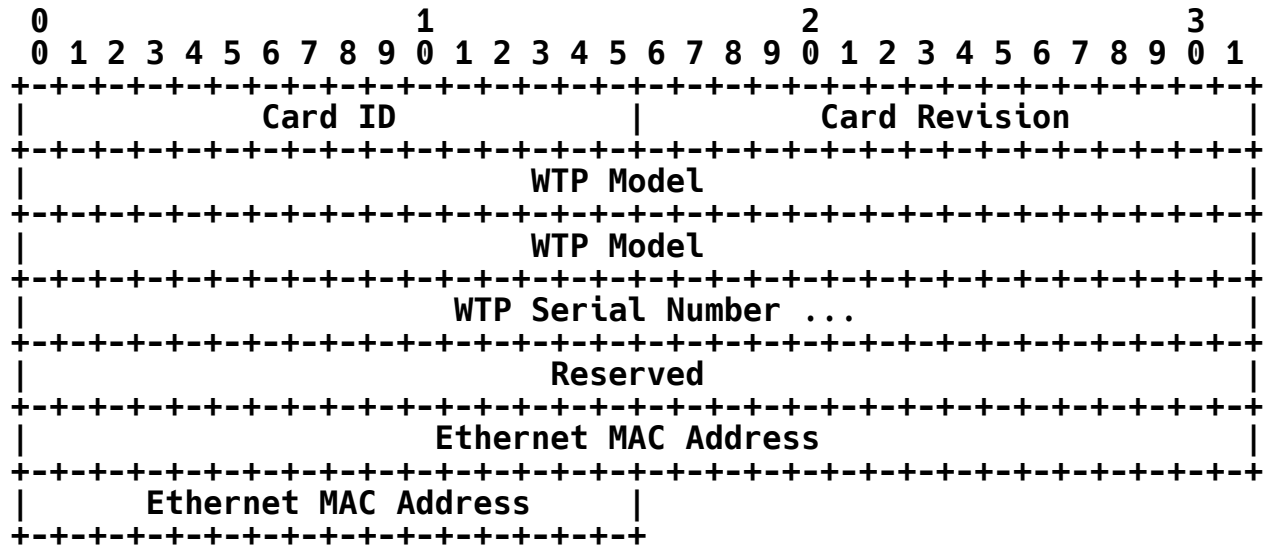 0                   1                   2                   3
 0 1 2 3 4 5 6 7 8 9 0 1 2 3 4 5 6 7 8 9 0 1 2 3 4 5 6 7 8 9 0 1
+-+-+-+-+-+-+-+-+-+-+-+-+-+-+-+-+-+-+-+-+-+-+-+-+-+-+-+-+-+-+-+-+
|            Card ID            |         Card Revision         |
+-+-+-+-+-+-+-+-+-+-+-+-+-+-+-+-+-+-+-+-+-+-+-+-+-+-+-+-+-+-+-+-+
|                          WTP Model                            |
+-+-+-+-+-+-+-+-+-+-+-+-+-+-+-+-+-+-+-+-+-+-+-+-+-+-+-+-+-+-+-+-+
|                          WTP Model                            |
+-+-+-+-+-+-+-+-+-+-+-+-+-+-+-+-+-+-+-+-+-+-+-+-+-+-+-+-+-+-+-+-+
|                      WTP Serial Number ...                    |
+-+-+-+-+-+-+-+-+-+-+-+-+-+-+-+-+-+-+-+-+-+-+-+-+-+-+-+-+-+-+-+-+
|                           Reserved                            |
+-+-+-+-+-+-+-+-+-+-+-+-+-+-+-+-+-+-+-+-+-+-+-+-+-+-+-+-+-+-+-+-+
|                     Ethernet MAC Address                      |
+-+-+-+-+-+-+-+-+-+-+-+-+-+-+-+-+-+-+-+-+-+-+-+-+-+-+-+-+-+-+-+-+
|      Ethernet MAC Address     |
+-+-+-+-+-+-+-+-+-+-+-+-+-+-+-+-+